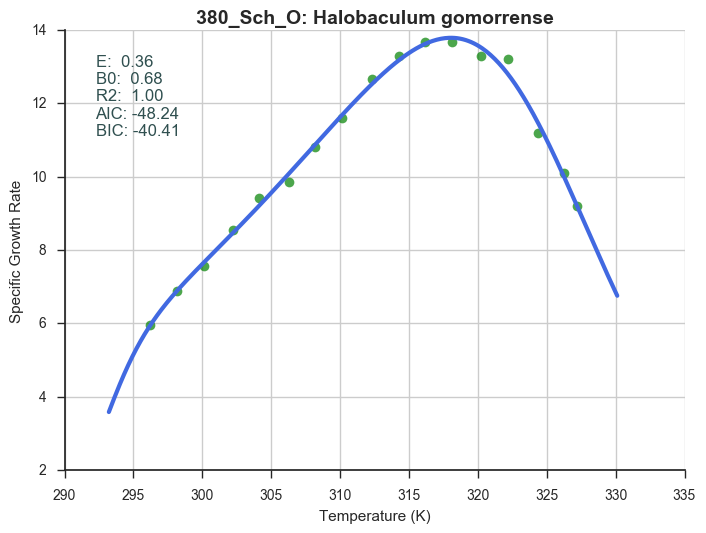 380_Sch_O: Halobaculum gomorrense
E:  0.36
B0:  0.68
R2:  1.00
AIC: -48.24
BIC: -40.41
14
12
10
8
6
4
2
Specific Growth Rate
290 295 300 305 310 315 320 325 330 335
Temperature (K)